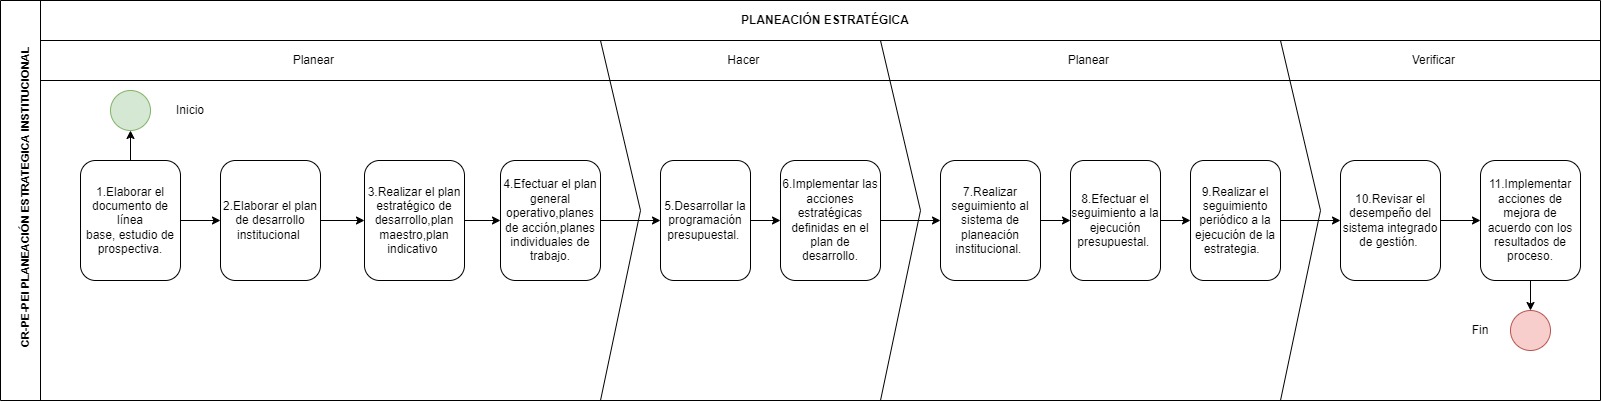 PLANEACIÓN ESTRATÉGICA
CR-PE-PEI PLANEACIÓN ESTRATEGICA INSTITUCIONAL
Planear
Hacer
Planear
Verificar
Inicio
1.Elaborar el
documento de
línea
base, estudio de
prospectiva.
2.Elaborar el plan
de desarrollo
institucional
3.Realizar el plan
estratégico de
desarrollo,plan
maestro,plan
indicativo
4.Efectuar el plan
general
operativo,planes
de acción,planes
individuales de
trabajo.
5.Desarrollar la
programación
presupuestal.
6.Implementar las
acciones
estratégicas
definidas en el
plan de
desarrollo.
7.Realizar
seguimiento al
sistema de
planeación
institucional.
8.Efectuar el
seguimiento a la
ejecución
presupuestal.
9.Realizar el
seguimiento
periódico a la
ejecución de la
estrategia.
10.Revisar el
desempeño del
sistema integrado
de gestión.
11.Implementar
acciones de
mejora de
acuerdo con los
resultados de
proceso.
Fin